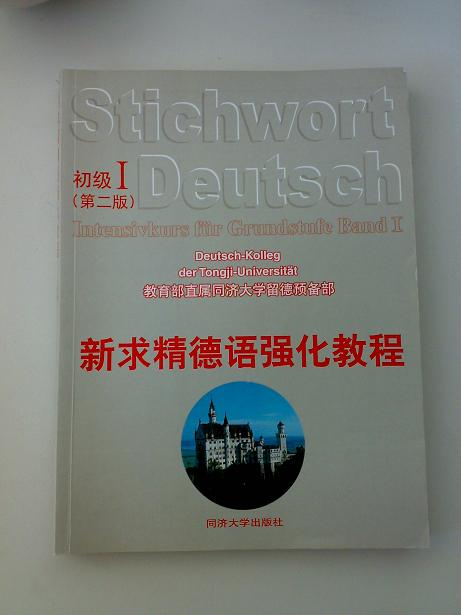 Stichwort
Deutsch
初级 I
(第二版)
Intensivkurs für Grundstufe Band I
Deutsch-Kolleg
der Tongji-Universität
教育部直属同济大学留德预备部
新求精德语强化教程
同济大学出版社